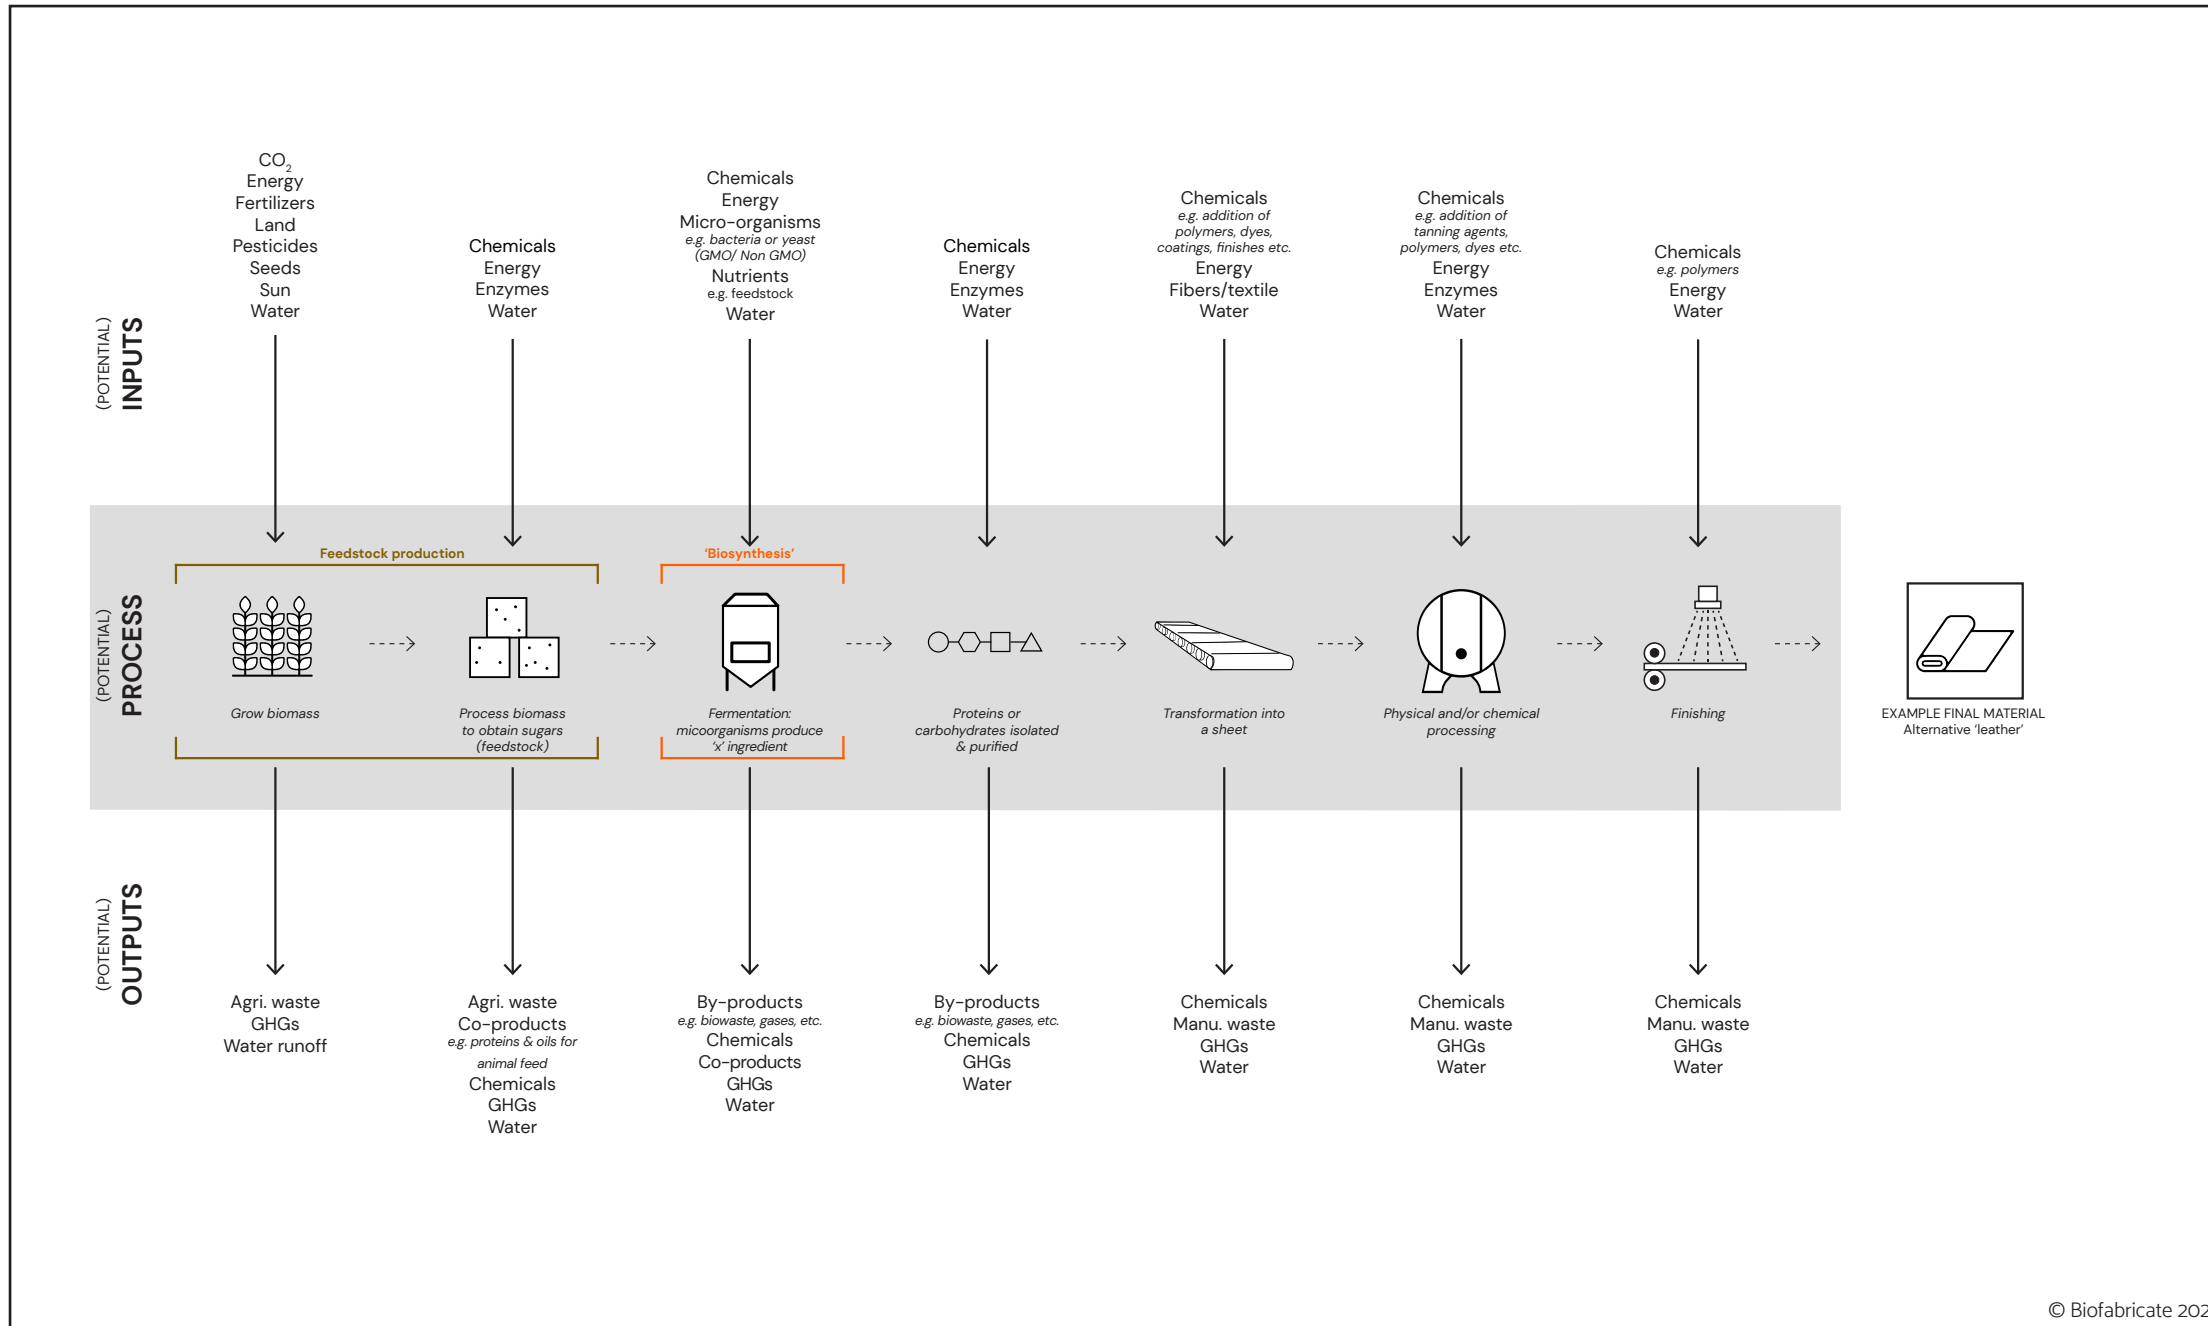 CO2
Energy
Fertilizers
Land
Pesticides
Seeds
Sun
Water
Chemicals
Energy
Enzymes
Water
Chemicals
Energy
Micro-organisms
e.g. bacteria or yeast
(GMO/ Non GMO)
Nutrients
e.g. feedstock
Water
Chemicals
Energy
Enzymes
Water
Chemicals
e.g. addition of
polymers, dyes,
coatings, finishes etc.
Energy
Fibers/textile
Water
Chemicals
e.g. addition of
tanning agents,
polymers, dyes etc.
Energy
Enzymes
Water
Chemicals
e.g. polymers
Energy
Water
(POTENTIAL)
INPUTS
(POTENTIAL)
PROCESS
Feedstock production
'Biosynthesis'
Grow biomass
Process biomass
to obtain sugars
(feedstock)
Fermentation:
micoorganisms produce
'x' ingredient
Proteins or
carbohydrates isolated
& purified
Transformation into
a sheet
Physical and/or chemical
processing
Finishing
EXAMPLE FINAL MATERIAL
Alternative 'leather'
(POTENTIAL)
OUTPUTS
Agri. waste
GHGs
Water runoff
Agri. waste
Co-products
e.g. proteins & oils for
animal feed
Chemicals
GHGs
Water
By-products
e.g. biowaste, gases, etc.
Chemicals
Co-products
GHGs
Water
By-products
e.g. biowaste, gases, etc.
Chemicals
GHGs
Water
Chemicals
Manu. waste
GHGs
Water
Chemicals
Manu. waste
GHGs
Water
Chemicals
Manu. waste
GHGs
Water
© Biofabricate 202